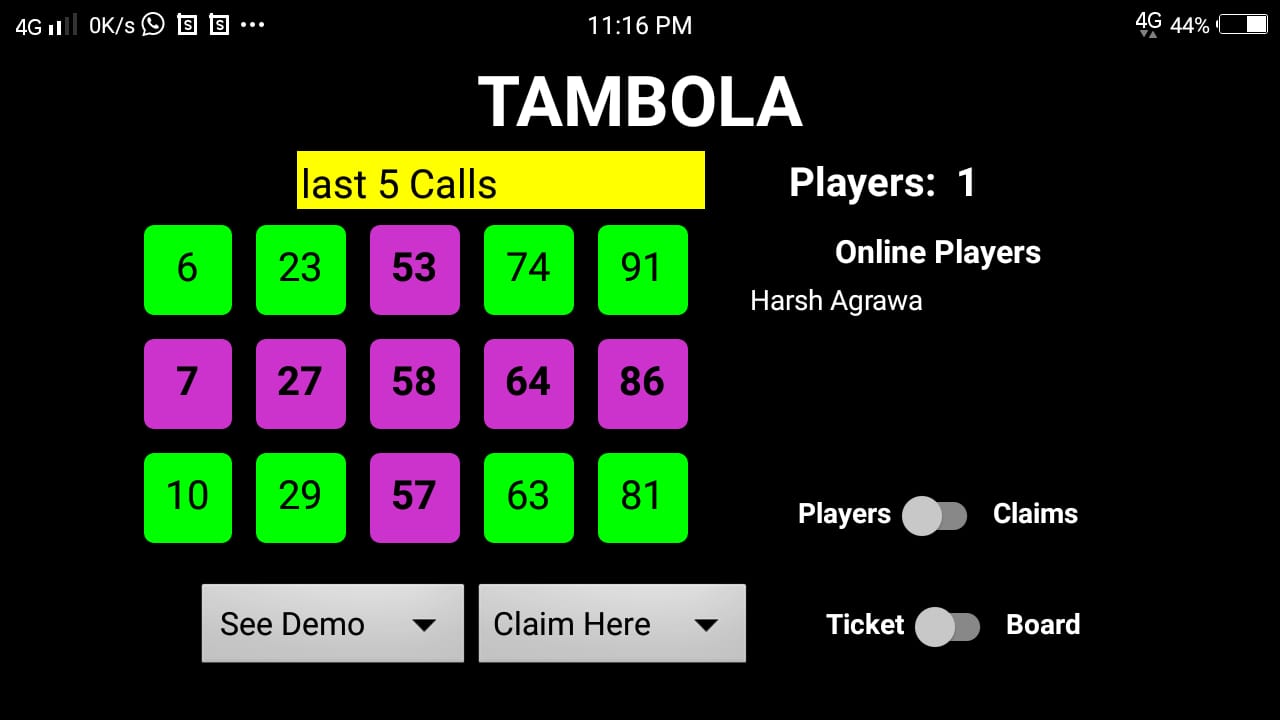 4G 0K/s S S ... 11:16 PM 4G 44%
TAMBOLA
last 5 Calls
Players: 1
6 23 53 74 91
Online Players
Harsh Agrawa
7 27 58 64 86
10 29 57 63 81
Players Claims
See Demo Claim Here
Ticket Board